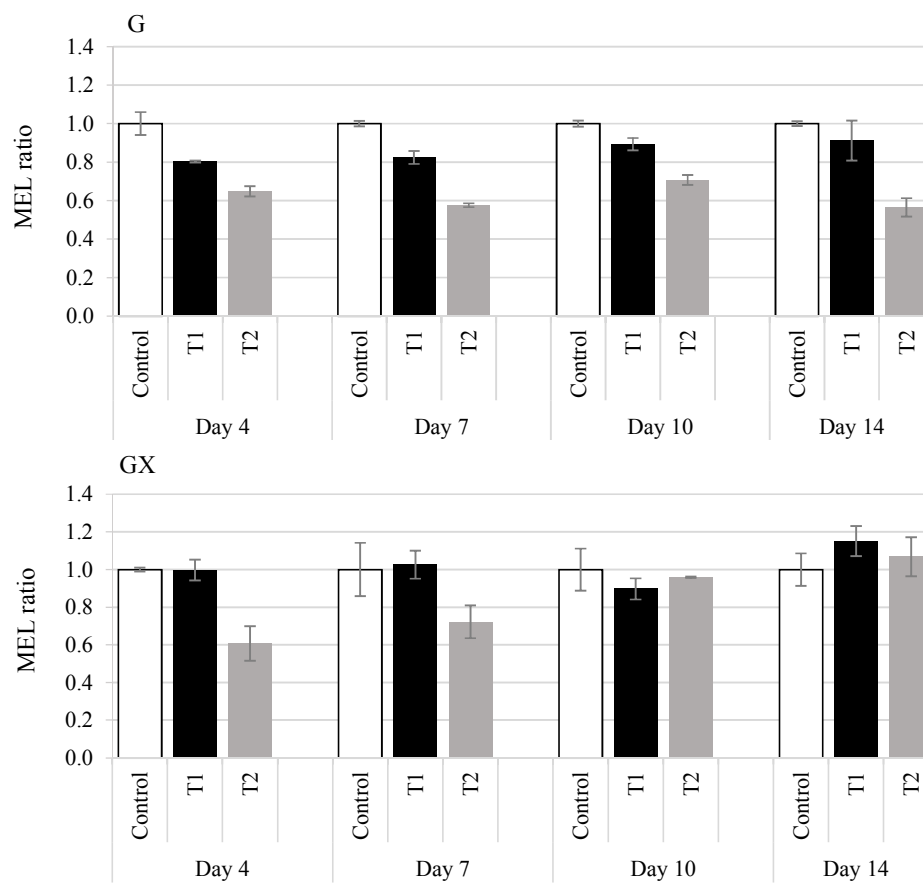 G
MEL ratio
1.4
1.2
1.0
0.8
0.6
0.4
0.2
0.0
Control T1 T2 Control T1 T2 Control T1 T2 Control T1 T2
Day 4 Day 7 Day 10 Day 14
GX
MEL ratio
1.4
1.2
1.0
0.8
0.6
0.4
0.2
0.0
Control T1 T2 Control T1 T2 Control T1 T2 Control T1 T2
Day 4 Day 7 Day 10 Day 14